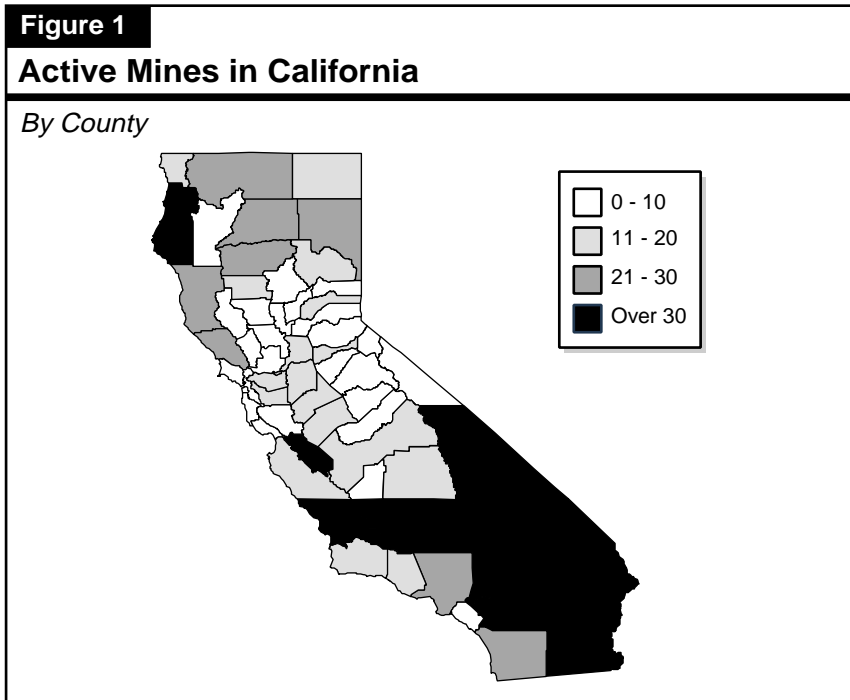 Figure 1
Active Mines in California
By County
0 - 10
11 - 20
21 - 30
Over 30